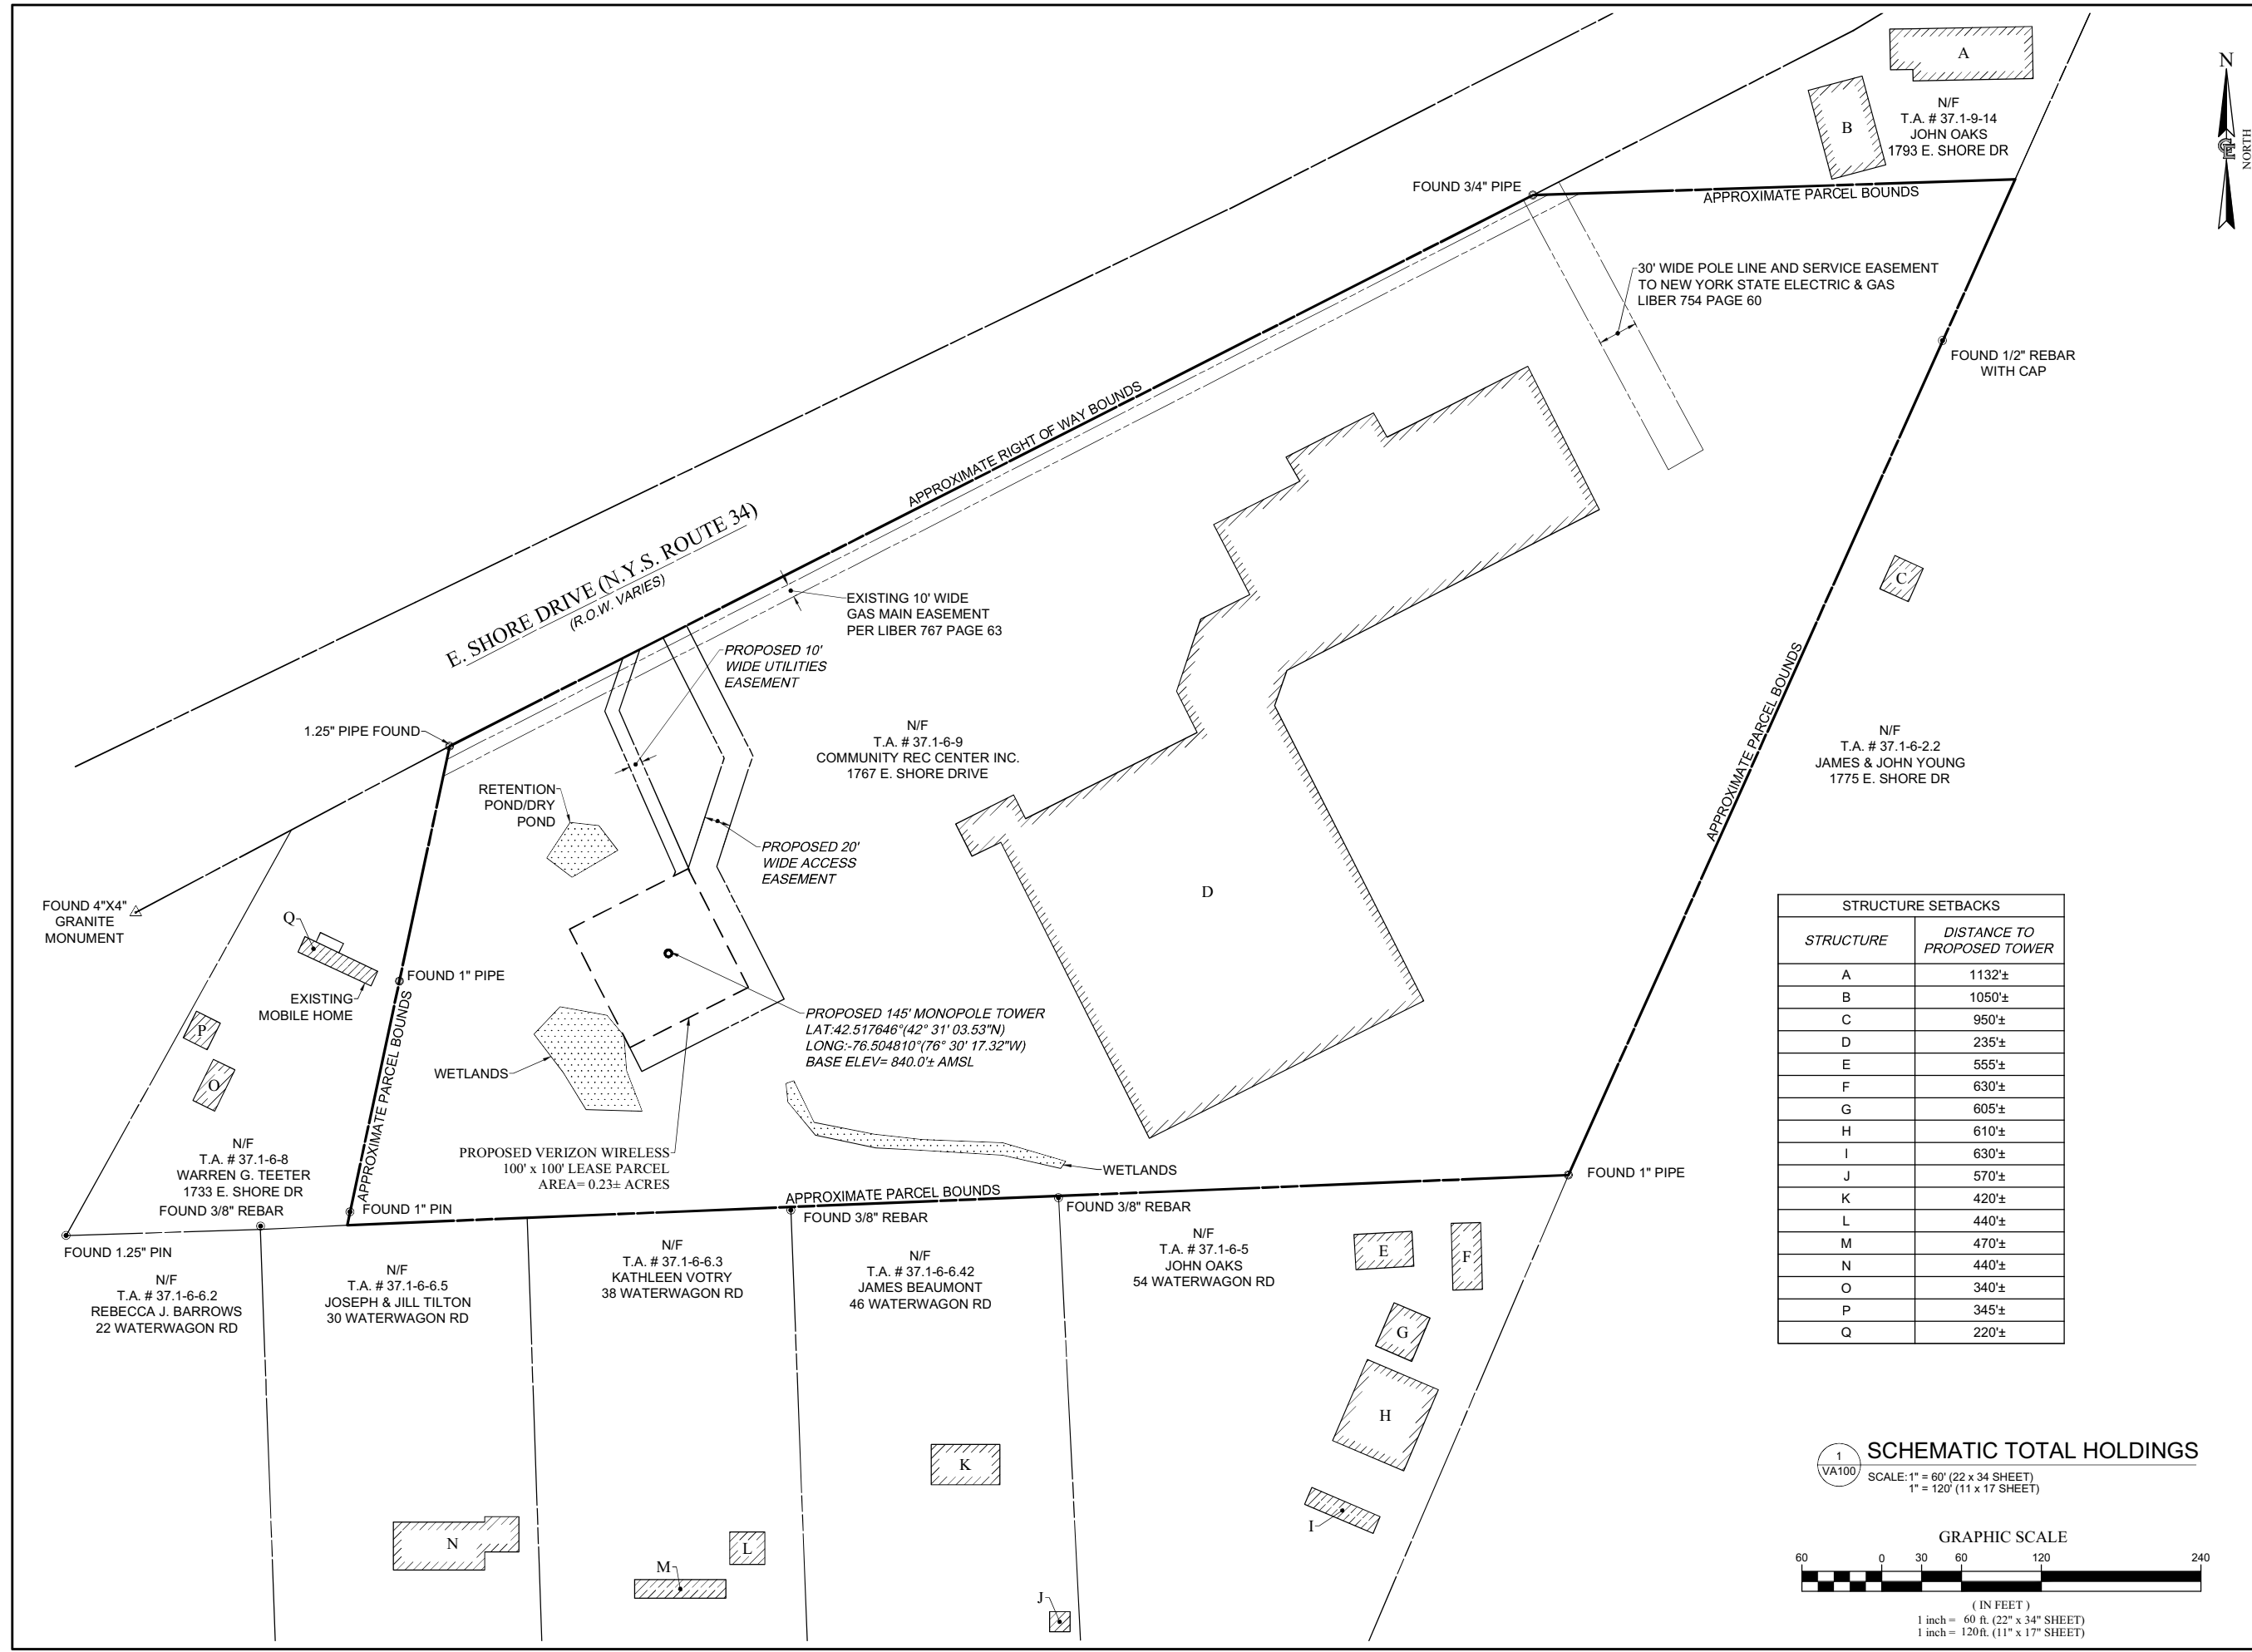 A
B
N/F
T.A. # 37.1-9-14
JOHN OAKS
1793 E. SHORE DR
N
NORTH
FOUND 3/4" PIPE
APPROXIMATE PARCEL BOUNDS
30' WIDE POLE LINE AND SERVICE EASEMENT
TO NEW YORK STATE ELECTRIC & GAS
LIBER 754 PAGE 60
FOUND 1/2" REBAR
WITH CAP
APPROXIMATE RIGHT OF WAY BOUNDS
E. SHORE DRIVE (N.Y.S. ROUTE 34)
(R.O.W. VARIES)
EXISTING 10' WIDE
GAS MAIN EASEMENT
PER LIBER 767 PAGE 63
C
PROPOSED 10'
WIDE UTILITIES
EASEMENT
1.25" PIPE FOUND
N/F
T.A. # 37.1-6-9
COMMUNITY REC CENTER INC.
1767 E. SHORE DRIVE
APPROXIMATE PARCEL BOUNDS
N/F
T.A. # 37.1-6-2.2
JAMES & JOHN YOUNG
1775 E. SHORE DR
RETENTION
POND/DRY
POND
PROPOSED 20'
WIDE ACCESS
EASEMENT
D
FOUND 4"X4"
GRANITE
MONUMENT
Q
EXISTING
MOBILE HOME
FOUND 1" PIPE
P
O
APPROXIMATE PARCEL BOUNDS
PROPOSED 145' MONOPOLE TOWER
LAT:42.517646°(42° 31' 03.53"N)
LONG:-76.504810°(76° 30' 17.32"W)
BASE ELEV= 840.0'± AMSL
WETLANDS
PROPOSED VERIZON WIRELESS
100' x 100' LEASE PARCEL
AREA= 0.23± ACRES
WETLANDS
FOUND 1" PIPE
N/F
T.A. # 37.1-6-8
WARREN G. TEETER
1733 E. SHORE DR
FOUND 3/8" REBAR
FOUND 1" PIN
APPROXIMATE PARCEL BOUNDS
FOUND 3/8" REBAR
FOUND 3/8" REBAR
FOUND 1.25" PIN
N/F
T.A. # 37.1-6-6.2
REBECCA J. BARROWS
22 WATERWAGON RD
N/F
T.A. # 37.1-6-6.5
JOSEPH & JILL TILTON
30 WATERWAGON RD
N/F
T.A. # 37.1-6-6.3
KATHLEEN VOTRY
38 WATERWAGON RD
N/F
T.A. # 37.1-6-6.42
JAMES BEAUMONT
46 WATERWAGON RD
N/F
T.A. # 37.1-6-5
JOHN OAKS
54 WATERWAGON RD
E
F
G
H
I
J
K
L
M
N
STRUCTURE SETBACKS
STRUCTURE DISTANCE TO
PROPOSED TOWER
A 1132'±
B 1050'±
C 950'±
D 235'±
E 555'±
F 630'±
G 605'±
H 610'±
I 630'±
J 570'±
K 420'±
L 440'±
M 470'±
N 440'±
O 340'±
P 345'±
Q 220'±
1
VA100
SCHEMATIC TOTAL HOLDINGS
SCALE: 1" = 60' (22 x 34 SHEET)
1" = 120' (11 x 17 SHEET)
GRAPHIC SCALE
60 0 30 60 120 240
( IN FEET )
1 inch = 60 ft. (22" x 34" SHEET)
1 inch = 120 ft. (11" x 17" SHEET)